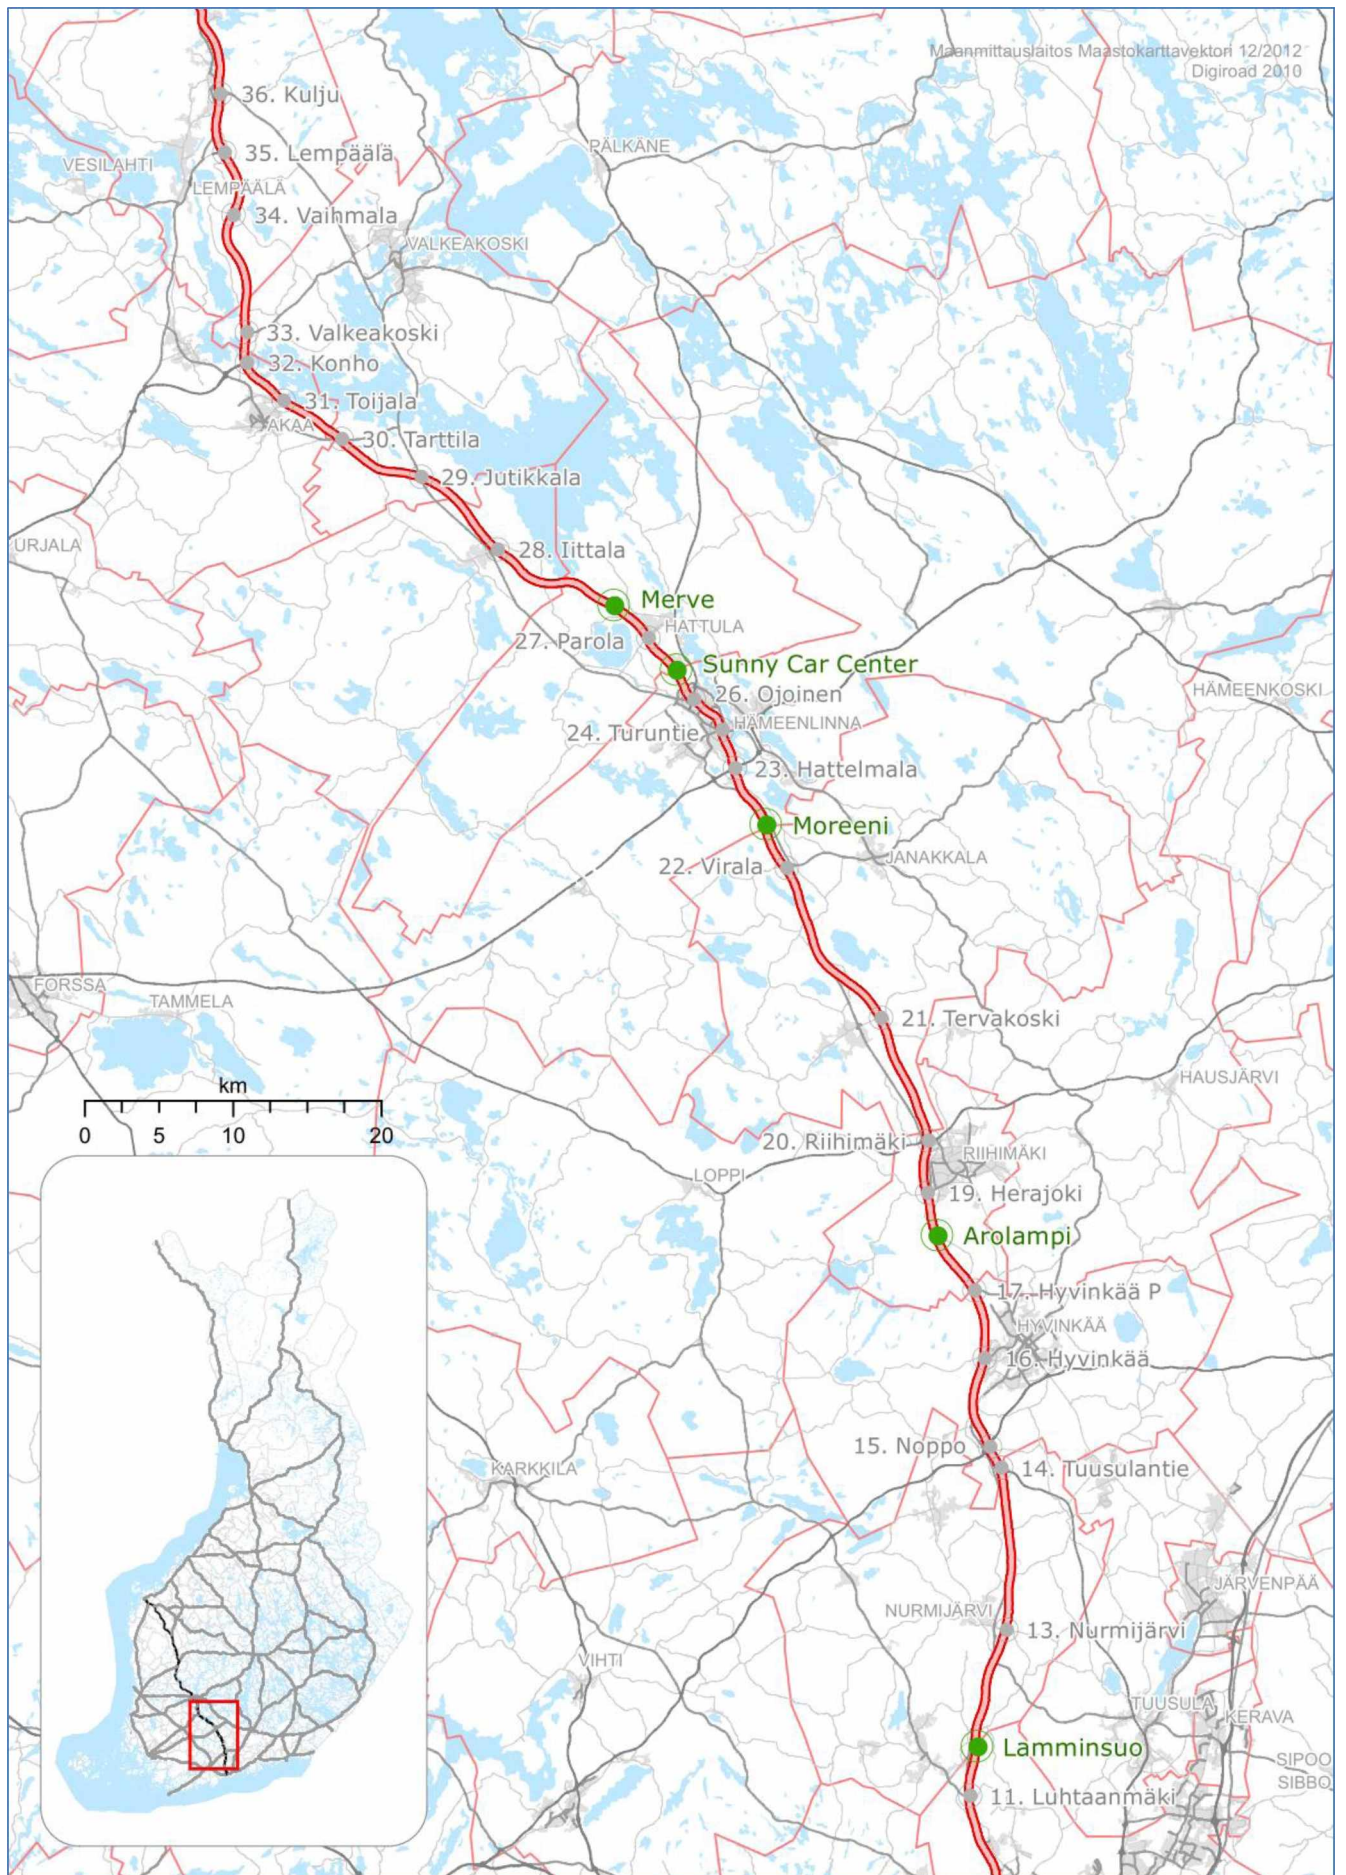 Maanmittauslaitos Maastokarttavektori 12/2012
Digiroad 2010
36. Kulju
PÄLKÄNE
35. Lempäälä
VESILAHTI
LEMPÄÄLÄ
34. Vaihmala
VALKEAKOSKI
33. Valkeakoski
32. Konho
31. Toijala
AKAA
30. Tarttila
29. Jutikkala
URJALA
28. Iittala
Merve
HATTULA
27. Parola
Sunny Car Center
HÄMEENKOSKI
26. Ojoinen
HÄMEENLINNA
24. Turuntie
23. Hattelmala
Moreeni
JANAKKALA
22. Virala
FORSSA
TAMMELA
21. Tervakoski
HAUSJÄRVI
km
0 5 10 20
20. Riihimäki
RIIHIMÄKI
LOPPI
19. Herajoki
Arolampi
17. Hyvinkää P
HYVINKÄÄ
16. Hyvinkää
15. Noppo
14. Tuusulantie
KARKKILA
JÄRVENPÄÄ
NURMIJÄRVI
13. Nurmijärvi
VIHTI
TUUSULA
KERAVA
Lamminsuo
SIPOO
SIBBO
11. Luhtaanmäki